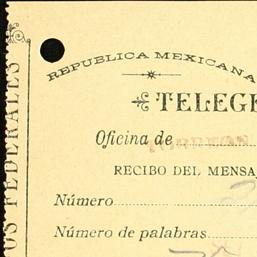 REPUBLICA MEXICANA
TELEG
Oficina de
RECIBO DEL MENSA
Número
Número de palabras
OS FEDERALES